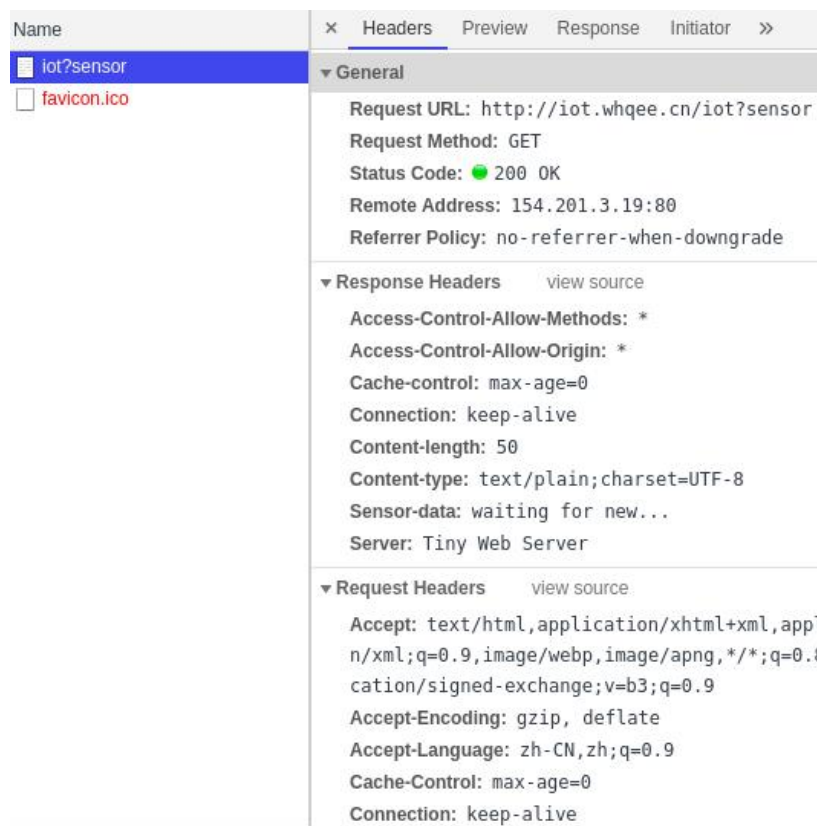 Name
iot?sensor
favicon.ico
× Headers Preview Response Initiator »
▼ General
Request URL: http://iot.whqee.cn/iot?sensor
Request Method: GET
Status Code: 200 OK
Remote Address: 154.201.3.19:80
Referrer Policy: no-referrer-when-downgrade
▼ Response Headers view source
Access-Control-Allow-Methods: *
Access-Control-Allow-Origin: *
Cache-control: max-age=0
Connection: keep-alive
Content-length: 50
Content-type: text/plain;charset=UTF-8
Sensor-data: waiting for new...
Server: Tiny Web Server
▼ Request Headers view source
Accept: text/html,application/xhtml+xml,appl
n/xml;q=0.9,image/webp,image/apng,*/*;q=0.8
cation/signed-exchange;v=b3;q=0.9
Accept-Encoding: gzip, deflate
Accept-Language: zh-CN,zh;q=0.9
Cache-Control: max-age=0
Connection: keep-alive